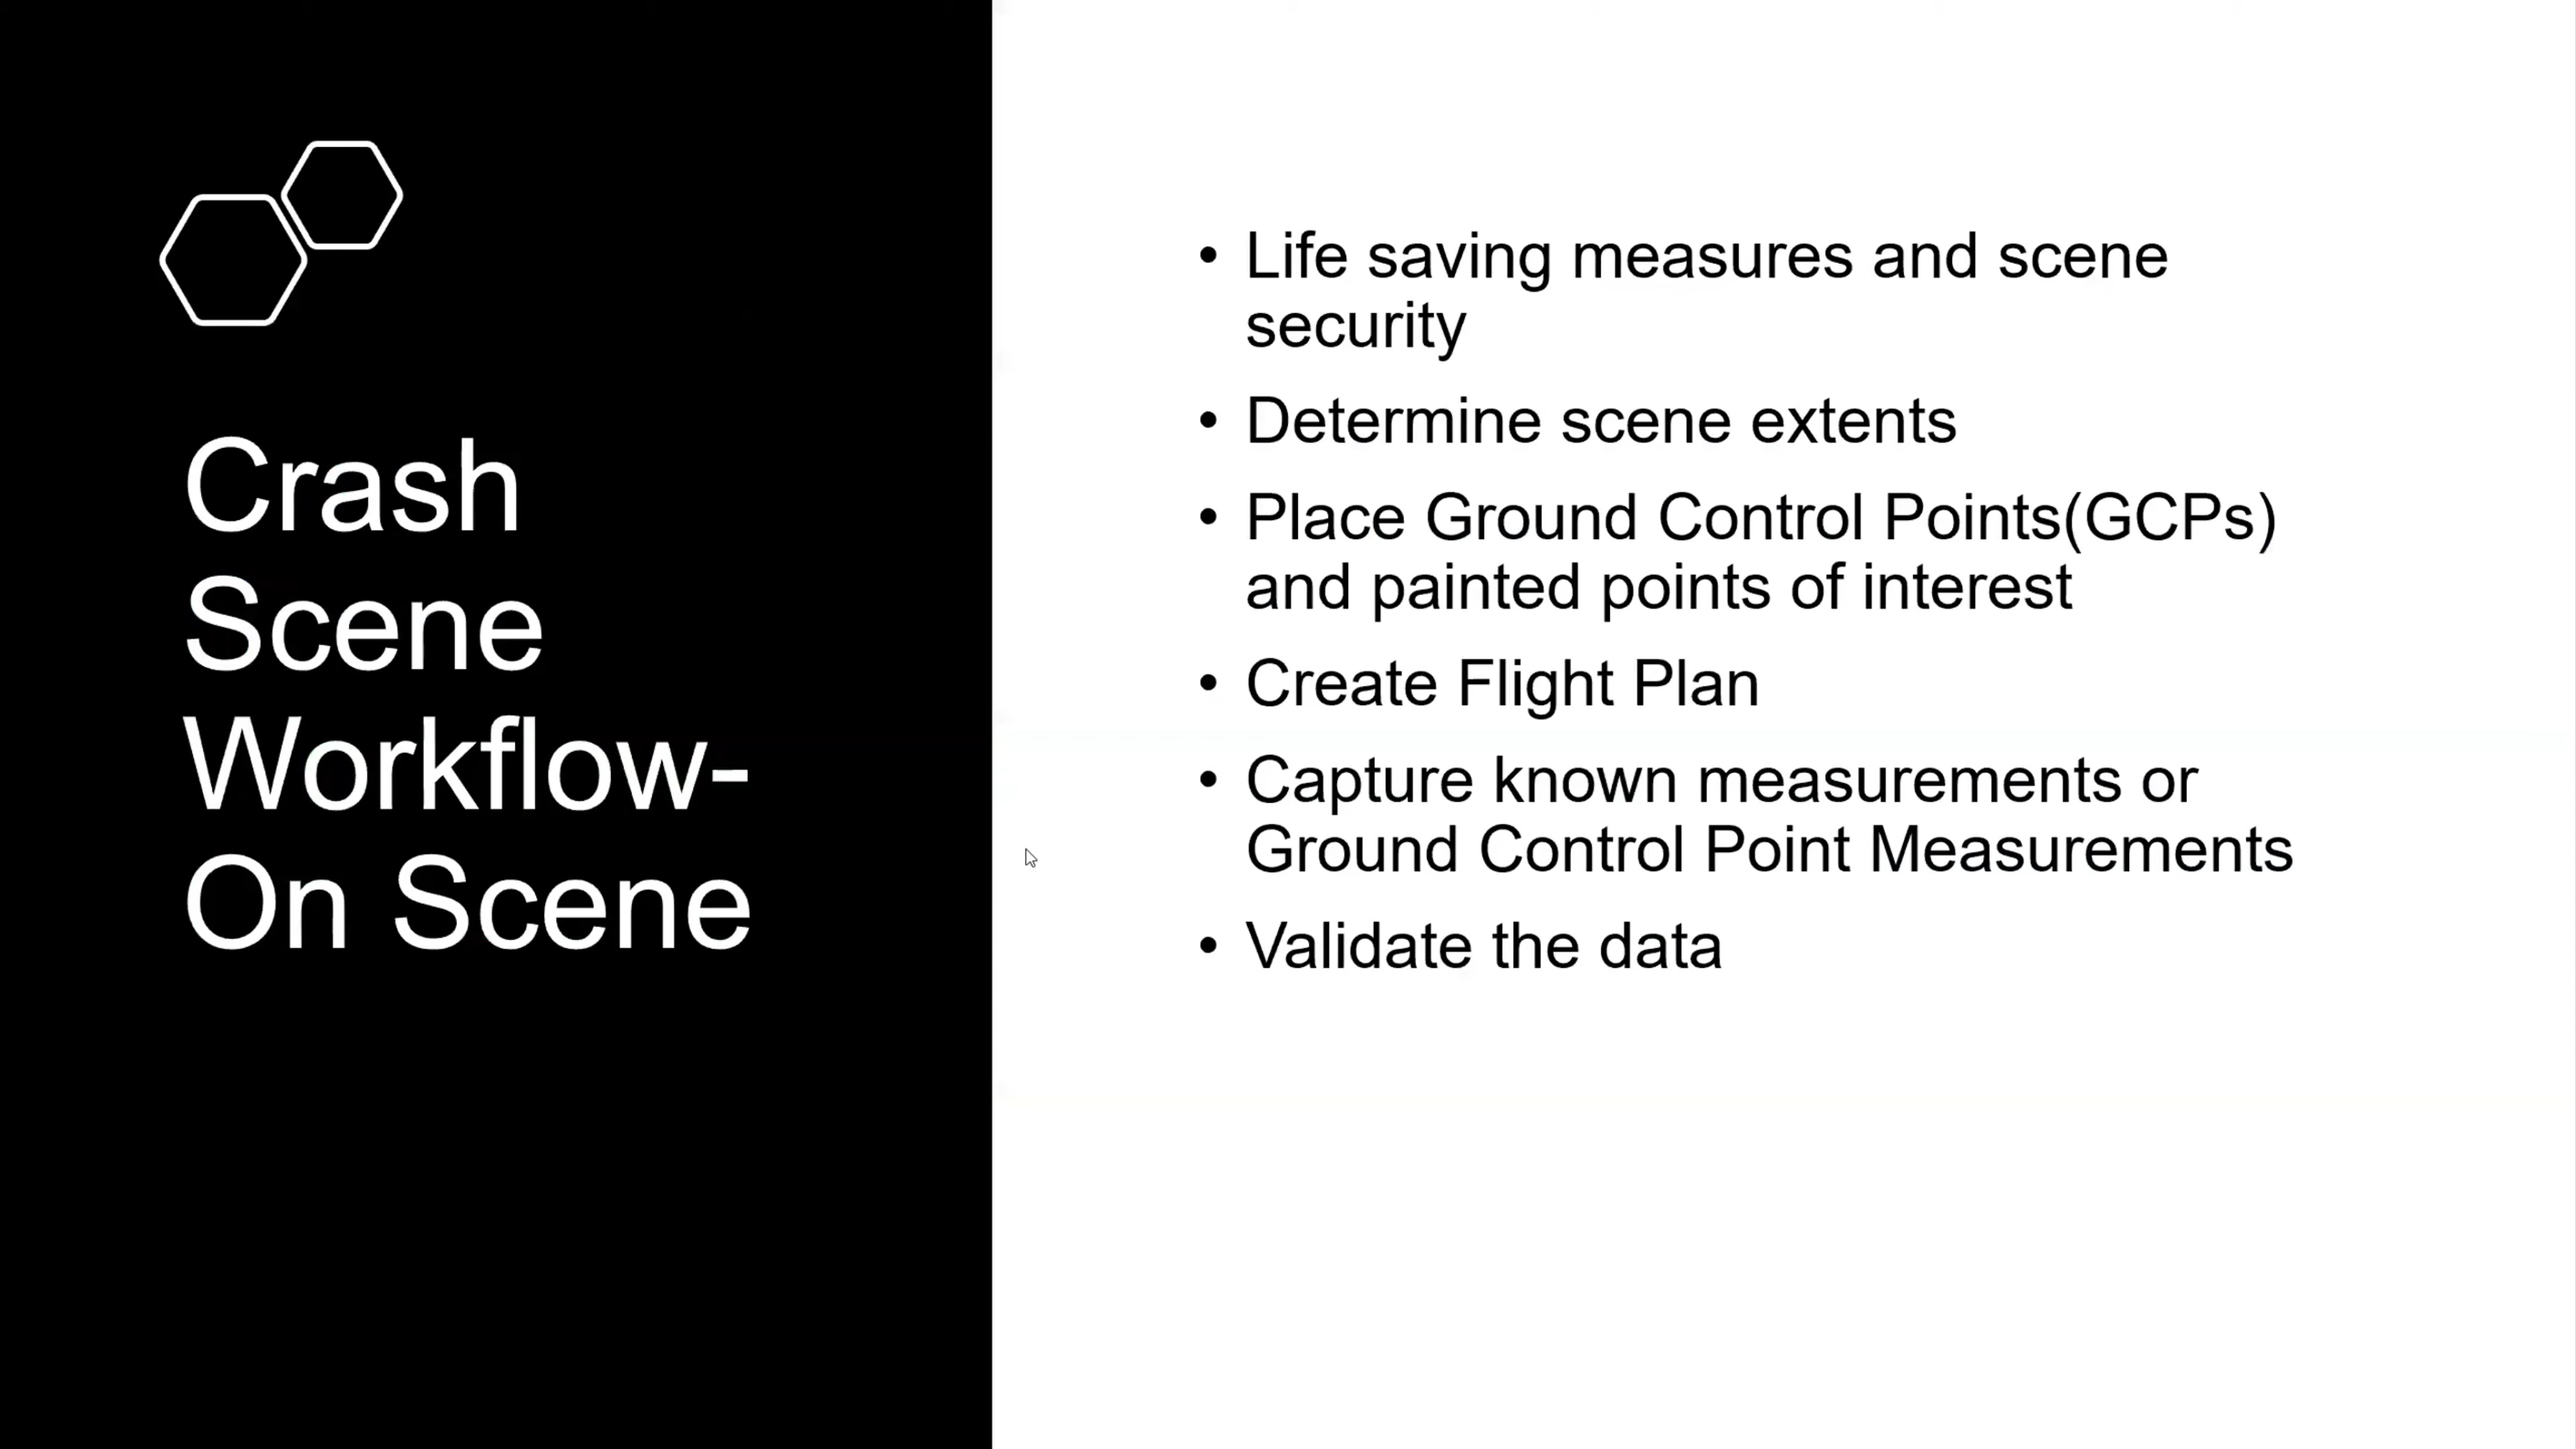 Crash
Scene
Workflow-
On Scene
• Life saving measures and scene
security
• Determine scene extents
• Place Ground Control Points(GCPs)
and painted points of interest
• Create Flight Plan
• Capture known measurements or
Ground Control Point Measurements
• Validate the data